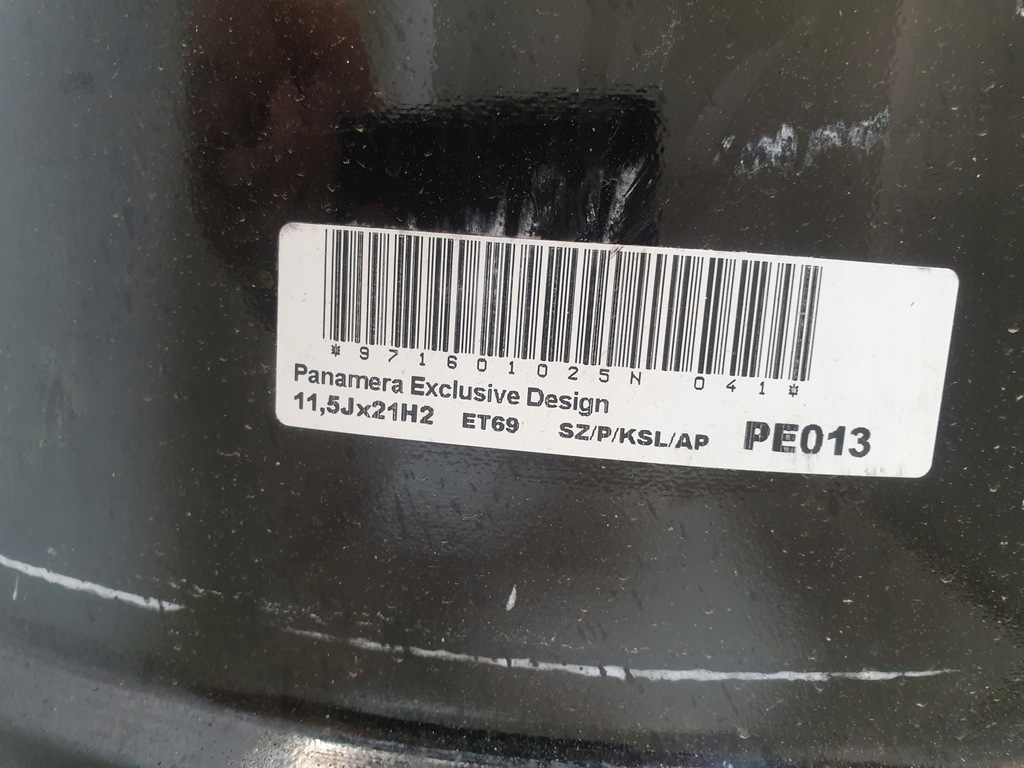 *971601025N 041*
Panamera Exclusive Design
11,5Jx21H2 ET69 SZ/P/KSL/AP PE013